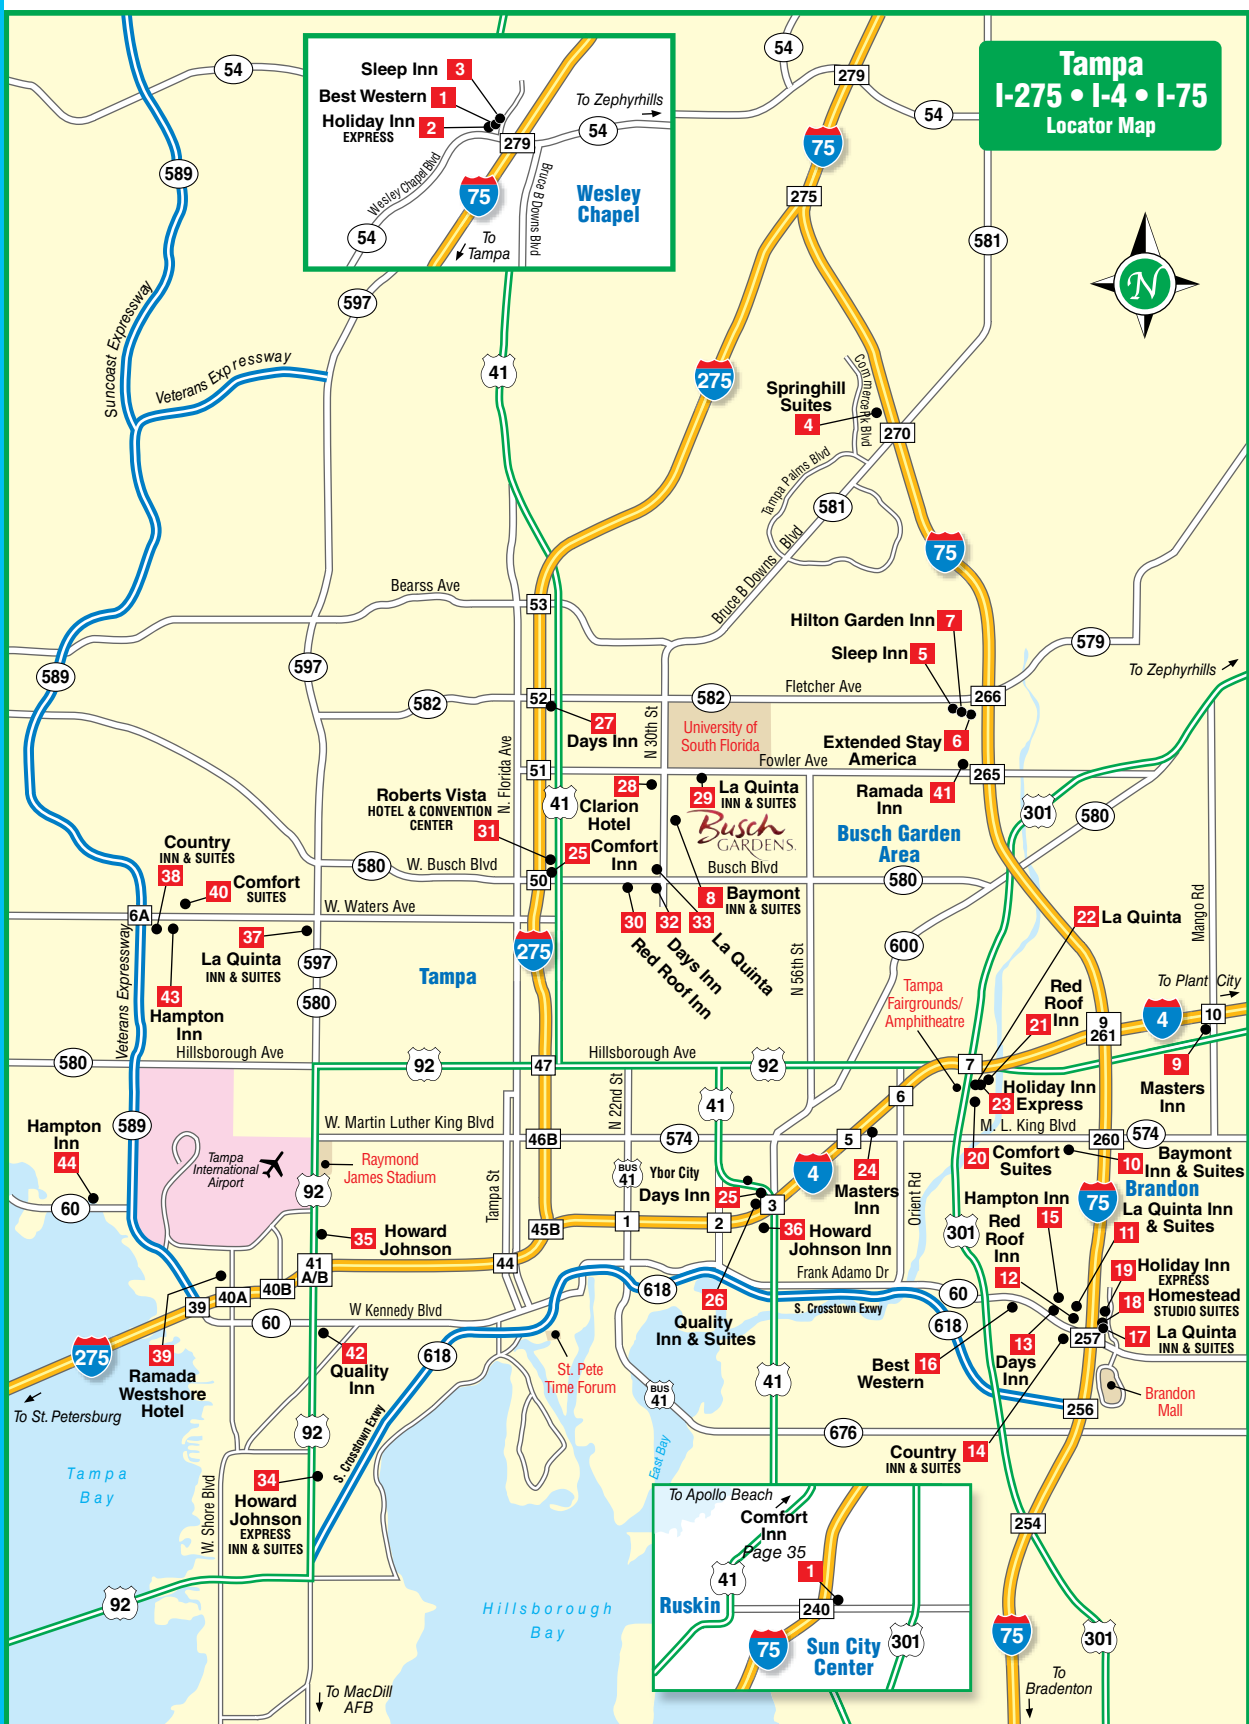 Tampa
I-275 • I-4 • I-75
Locator Map
54
Sleep Inn 3
Best Western 1
Holiday Inn 2
EXPRESS
To Zephyrhills
54
279
Wesley Chapel Blvd
Bruce B Downs Blvd
75
Wesley
Chapel
54
To
Tampa
54
279
54
75
275
589
581
597
Suncoast Expressway
Veterans Expressway
41
275
Springhill
Suites
4
Commerce Pk Blvd
270
Tampa Palms Blvd
581
Bruce B Downs Blvd
75
N
Bearss Ave
53
Hilton Garden Inn 7
Sleep Inn 5
579
To Zephyrhills
589
597
582
52
582
Fletcher Ave
266
27
Days Inn
N 30th St
University of
South Florida
Extended Stay 6
America
Fowler Ave
265
N. Florida Ave
51
Ramada 41
Inn
301
580
28
Clarion
Hotel
29 La Quinta
INN & SUITES
Busch
GARDENS.
Busch Garden
Area
Roberts Vista
HOTEL & CONVENTION
CENTER
31
41
25 Comfort
Inn
Country
INN & SUITES
38
40 Comfort
SUITES
580
W. Busch Blvd
50
Busch Blvd
580
8 Baymont
INN & SUITES
6A
W. Waters Ave
37
La Quinta
INN & SUITES
597
580
275
Tampa
30
Red Roof Inn
32
Days Inn
33
La Quinta
N 56th St
600
22 La Quinta
Mango Rd
43
Hampton
Inn
Veterans Expressway
Tampa
Fairgrounds/
Amphitheatre
Red
Roof
Inn
21
9
261
4
To Plant City
10
580
Hillsborough Ave
92
47
Hillsborough Ave
92
7
9
Masters
Inn
589
Hampton
Inn
44
60
W. Martin Luther King Blvd
46B
N 22nd St
574
41
5
6
Holiday Inn
23 Express
M. L. King Blvd
260
574
Tampa
International
Airport
Raymond
James Stadium
92
Tampa St
BUS
41
Ybor City
Days Inn 25
4
24
Masters
Inn
20 Comfort
Suites
10 Baymont
Inn & Suites
Brandon
75
Orient Rd
Hampton Inn
15
La Quinta Inn
& Suites
11
Red
Roof
Inn
12
35 Howard
Johnson
45B
1
2
3
36 Howard
Johnson Inn
301
41
A/B
44
Frank Adamo Dr
19 Holiday Inn
EXPRESS
18 Homestead
STUDIO SUITES
39
40A
40B
60
W Kennedy Blvd
618
S. Crosstown Exwy
60
618
26
Quality
Inn & Suites
13
Days
Inn
257
17 La Quinta
INN & SUITES
275
39
Ramada
Westshore
Hotel
42
Quality
Inn
618
St. Pete
Time Forum
Best 16
Western
To St. Petersburg
92
S. Crosstown Exwy
BUS
41
41
256
Brandon
Mall
676
Country 14
INN & SUITES
Tampa
Bay
W. Shore Blvd
34
Howard
Johnson
EXPRESS
INN & SUITES
East Bay
254
To Apollo Beach
Comfort
Inn
Page 35
1
41
240
Ruskin
75
Sun City
Center
301
92
Hillsborough
Bay
75
301
To MacDill
AFB
To
Bradenton